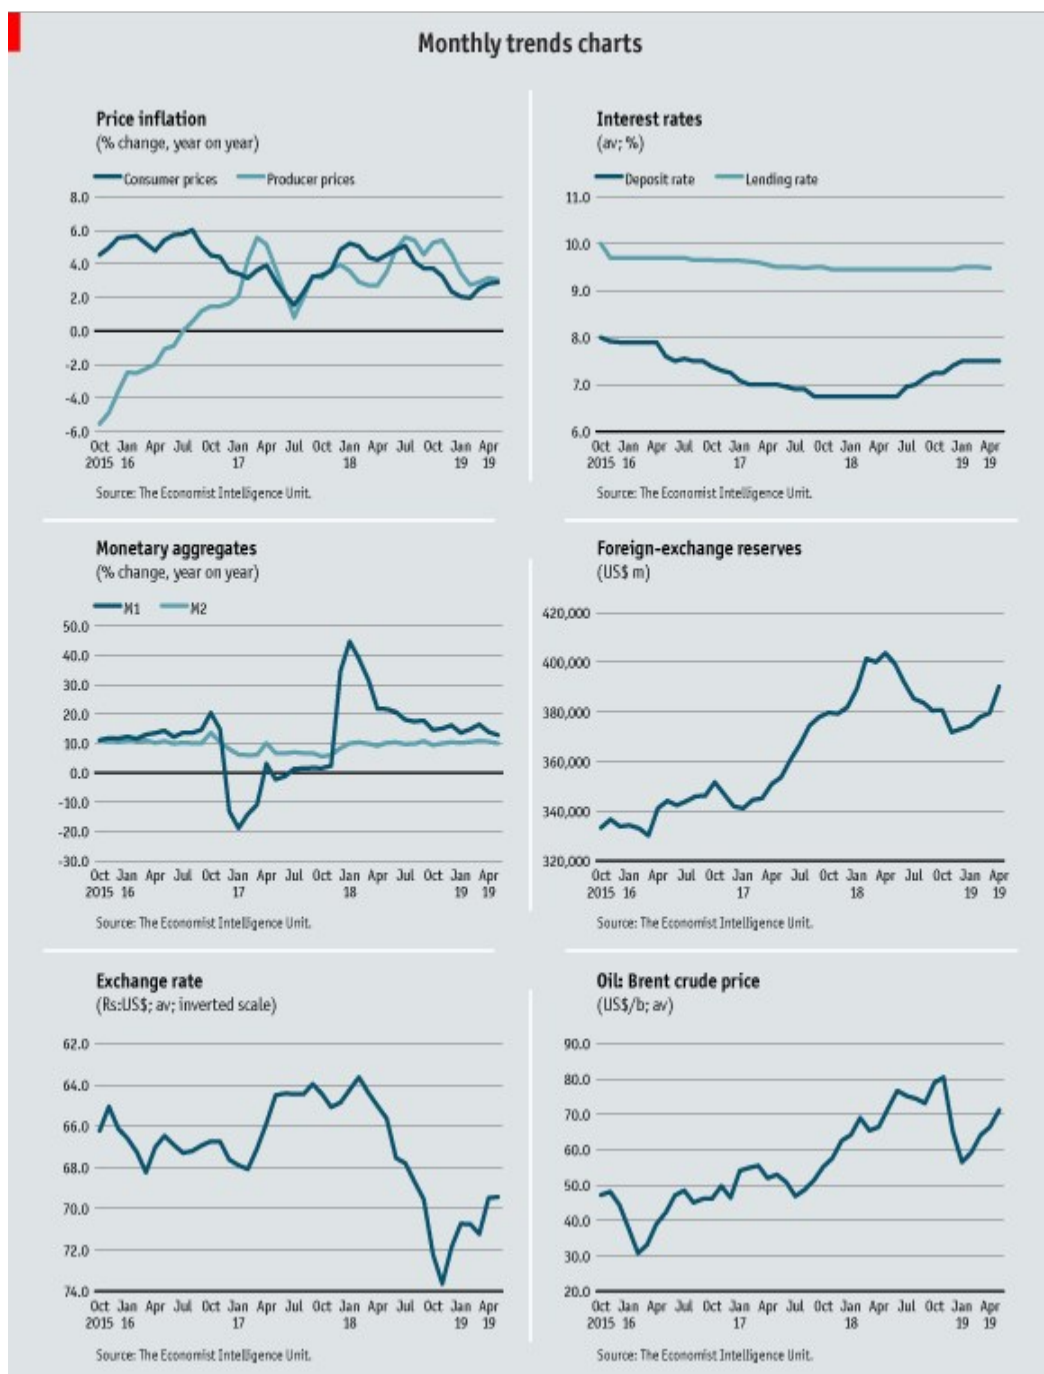 Monthly trends charts
Price inflation
(% change, year on year)
Consumer prices Producer prices
8.0
6.0
4.0
2.0
0.0
-2.0
-4.0
-6.0
Oct Jan Apr Jul Oct Jan Apr Jul Oct Jan Apr Jul Oct Jan Apr
2015 16 17 18 19 19
Source: The Economist Intelligence Unit.
Interest rates
(av; %)
Deposit rate Lending rate
11.0
10.0
9.0
8.0
7.0
6.0
Oct Jan Apr Jul Oct Jan Apr Jul Oct Jan Apr Jul Oct Jan Apr
2015 16 17 18 19 19
Source: The Economist Intelligence Unit.
Monetary aggregates
(% change, year on year)
M1 M2
50.0
40.0
30.0
20.0
10.0
0.0
-10.0
-20.0
-30.0
Oct Jan Apr Jul Oct Jan Apr Jul Oct Jan Apr Jul Oct Jan Apr
2015 16 17 18 19 19
Source: The Economist Intelligence Unit.
Foreign-exchange reserves
(US$ m)
420,000
400,000
380,000
360,000
340,000
320,000
Oct Jan Apr Jul Oct Jan Apr Jul Oct Jan Apr Jul Oct Jan Apr
2015 16 17 18 19 19
Source: The Economist Intelligence Unit.
Exchange rate
(Rs:US$; av; inverted scale)
62.0
64.0
66.0
68.0
70.0
72.0
74.0
Oct Jan Apr Jul Oct Jan Apr Jul Oct Jan Apr Jul Oct Jan Apr
2015 16 17 18 19 19
Source: The Economist Intelligence Unit.
Oil: Brent crude price
(US$/b; av)
90.0
80.0
70.0
60.0
50.0
40.0
30.0
20.0
Oct Jan Apr Jul Oct Jan Apr Jul Oct Jan Apr Jul Oct Jan Apr
2015 16 17 18 19 19
Source: The Economist Intelligence Unit.